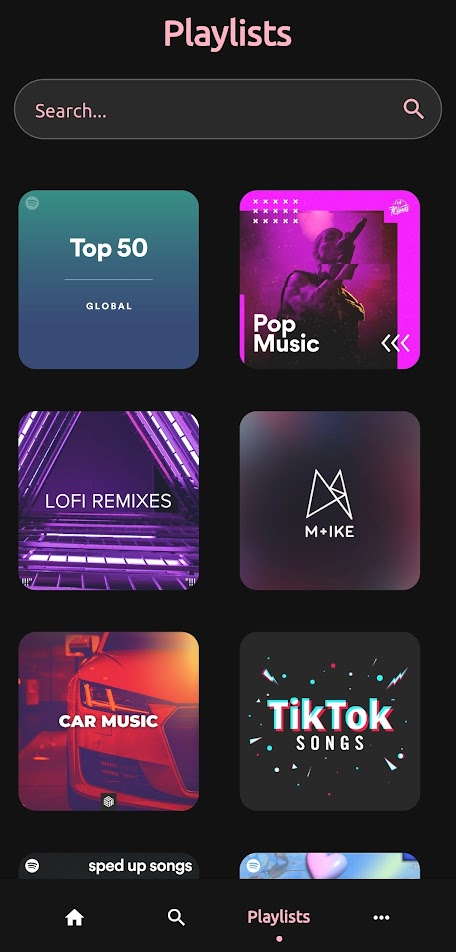 Playlists
Search...
Top 50
GLOBAL
Pop
Music
LOFI REMIXES
M+IKE
CAR MUSIC
TikTok
SONGS
sped up songs
Playlists